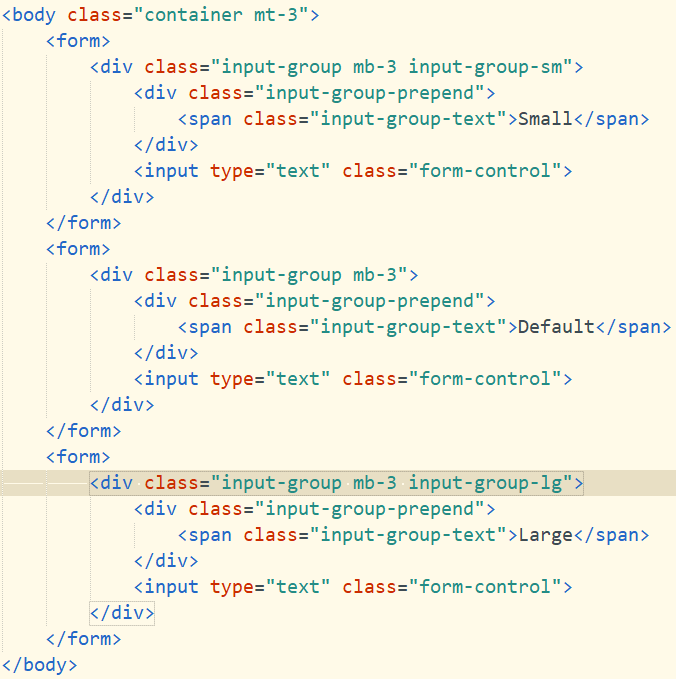 <body class="container mt-3">
    <form>
        <div class="input-group mb-3 input-group-sm">
            <div class="input-group-prepend">
                <span class="input-group-text">Small</span>
            </div>
            <input type="text" class="form-control">
        </div>
    </form>
    <form>
        <div class="input-group mb-3">
            <div class="input-group-prepend">
                <span class="input-group-text">Default</span>
            </div>
            <input type="text" class="form-control">
        </div>
    </form>
    <form>
        <div class="input-group mb-3 input-group-lg">
            <div class="input-group-prepend">
                <span class="input-group-text">Large</span>
            </div>
            <input type="text" class="form-control">
        </div>
    </form>
</body>